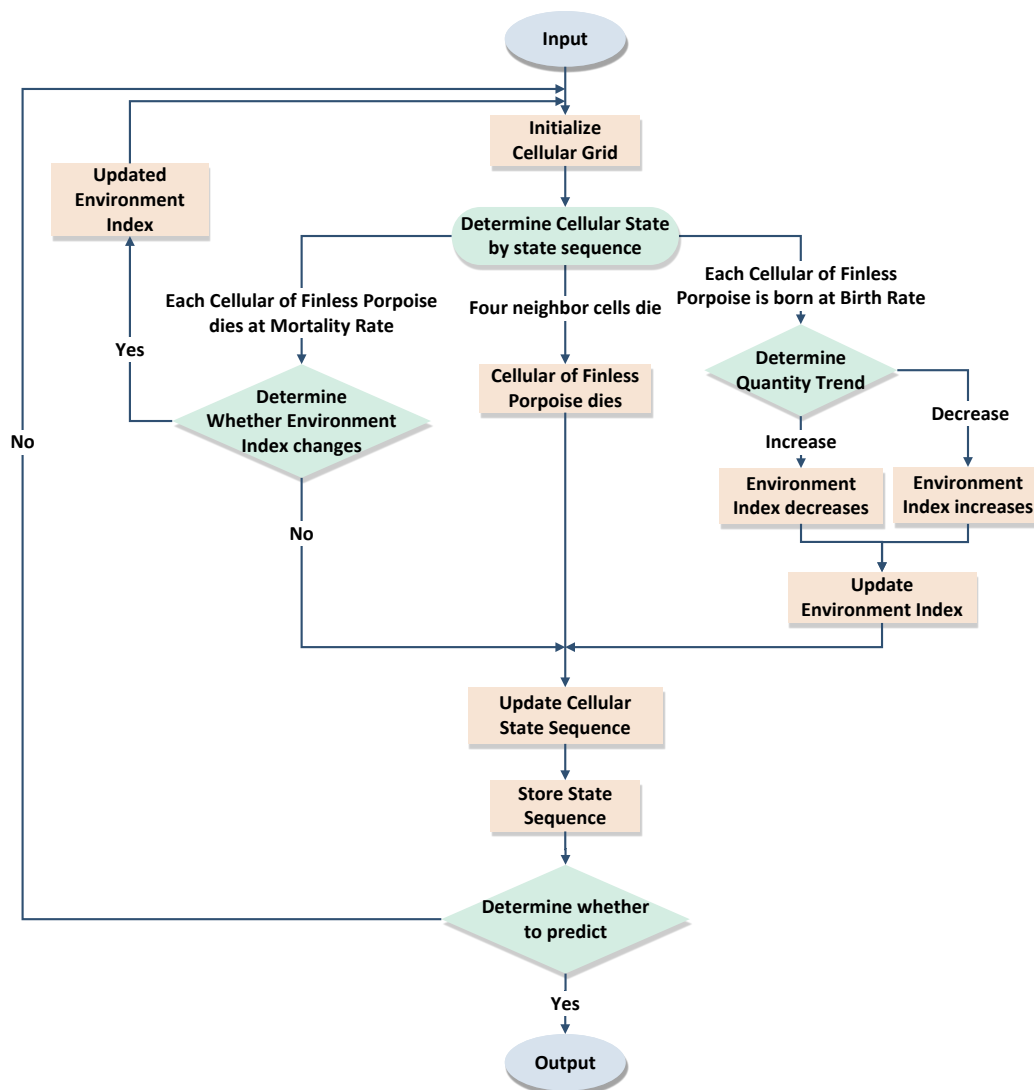 Input
Initialize
Cellular Grid
Updated
Environment
Index
Determine Cellular State
by state sequence
Each Cellular of Finless Porpoise
dies at Mortality Rate
Four neighbor cells die
Each Cellular of Finless
Porpoise is born at Birth Rate
Yes
Determine
Whether Environment
Index changes
Cellular of Finless
Porpoise dies
Determine
Quantity Trend
No
Increase
Decrease
Environment
Index decreases
Environment
Index increases
No
Update
Environment Index
Update Cellular
State Sequence
Store State
Sequence
Determine whether
to predict
Yes
Output